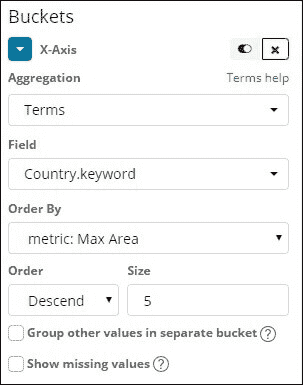 Buckets
X-Axis
Aggregation Terms help
Terms
Field
Country.keyword
Order By
metric: Max Area
Order Size
Descend 5
Group other values in separate bucket ?
Show missing values ?